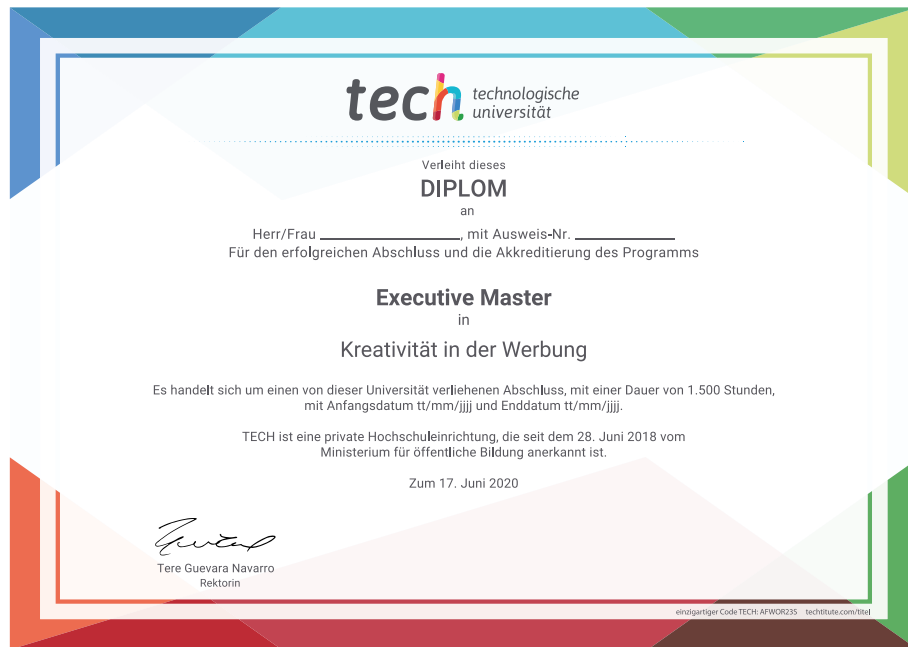 tech technologische
universität
Verleiht dieses
DIPLOM
an
Herr/Frau ____________, mit Ausweis-Nr. ____________
Für den erfolgreichen Abschluss und die Akkreditierung des Programms
Executive Master
in
Kreativität in der Werbung
Es handelt sich um einen von dieser Universität verliehenen Abschluss, mit einer Dauer von 1.500 Stunden,
mit Anfangsdatum tt/mm/jjjj und Enddatum tt/mm/jjjj.
TECH ist eine private Hochschuleinrichtung, die seit dem 28. Juni 2018 vom
Ministerium für öffentliche Bildung anerkannt ist.
Zum 17. Juni 2020
Tere Guevara Navarro
Rektorin
einzigartiger Code TECH: AFWOR235 techtitute.com/titel